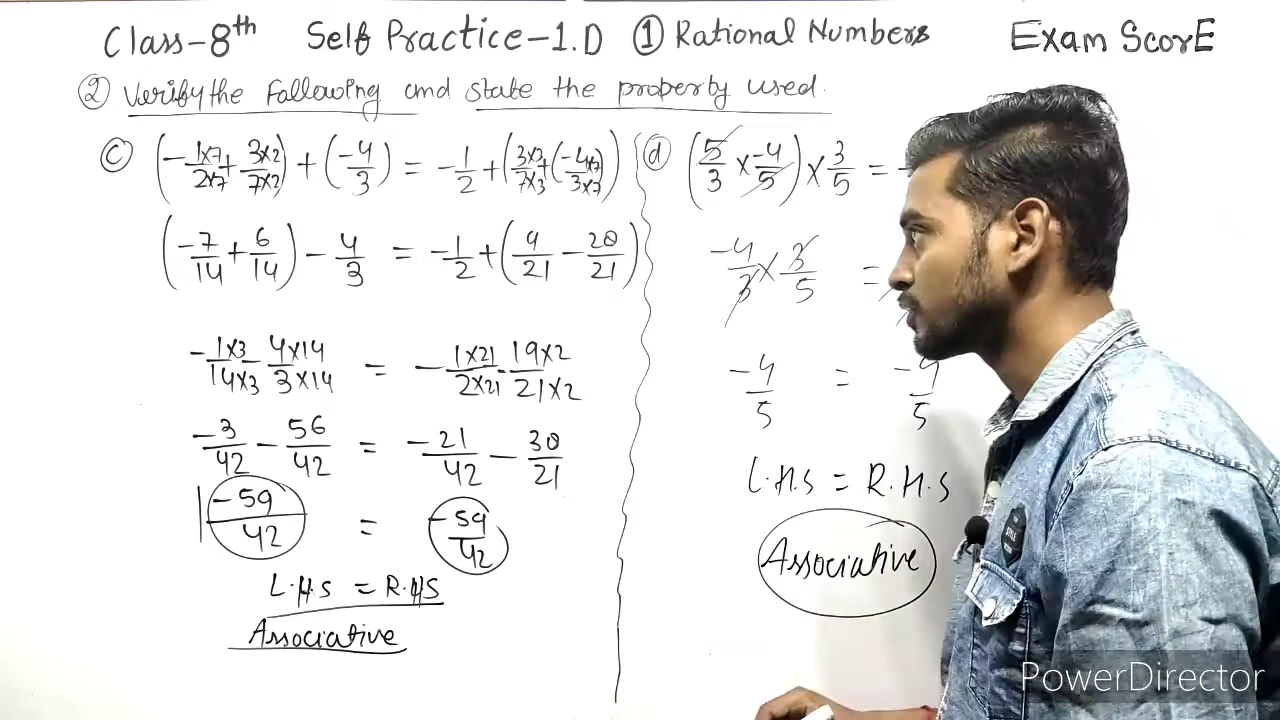 Class-8th Self Practice-1.D ① Rational Numbers Exam ScorE
② Verify the Following and state the property used.
ⓒ (-1×7/2×7 + 3×2/7×2) + (-4/3) = -1/2 + (3×3/7×3 + (-4×7/3×7))
(-7/14 + 6/14) - 4/3 = -1/2 + (9/21 - 28/21)
-1×3/14×3 - 4×14/3×14 = -1×21/2×21 - 19×2/21×2
-3/42 - 56/42 = -21/42 - 38/21
-59/42 = -59/42
L.H.S = R.HS
Associative
ⓓ (5/3 × -4/5) × 3/5 = -
-4/3 × 3/5 =
-4/5 = -4/5
L.H.S = R.H.S
Associative
PowerDirector